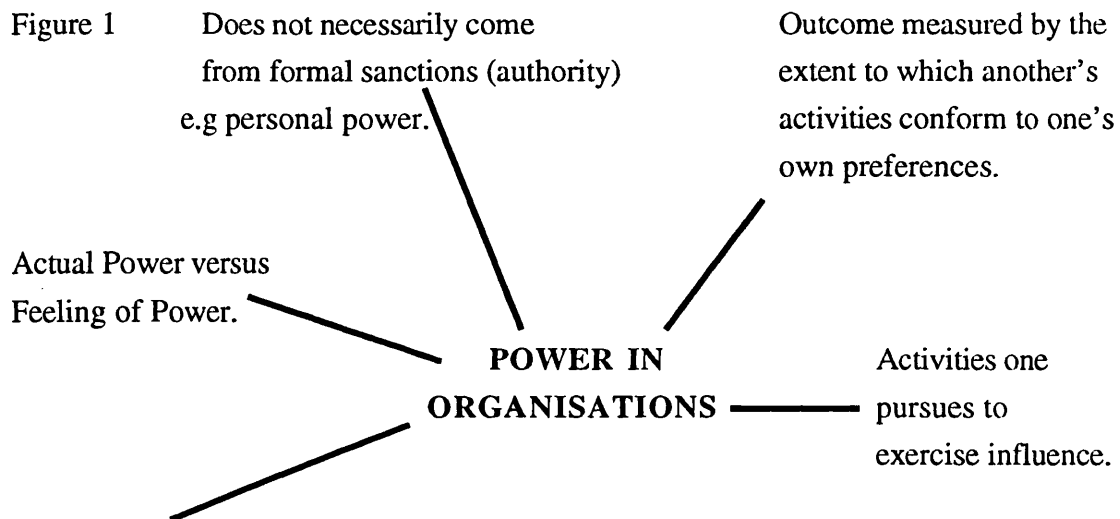 Figure 1
Does not necessarily come
from formal sanctions (authority)
e.g personal power.
Outcome measured by the
extent to which another's
activities conform to one's
own preferences.
Actual Power versus
Feeling of Power.
POWER IN
ORGANISATIONS
Activities one
pursues to
exercise influence.